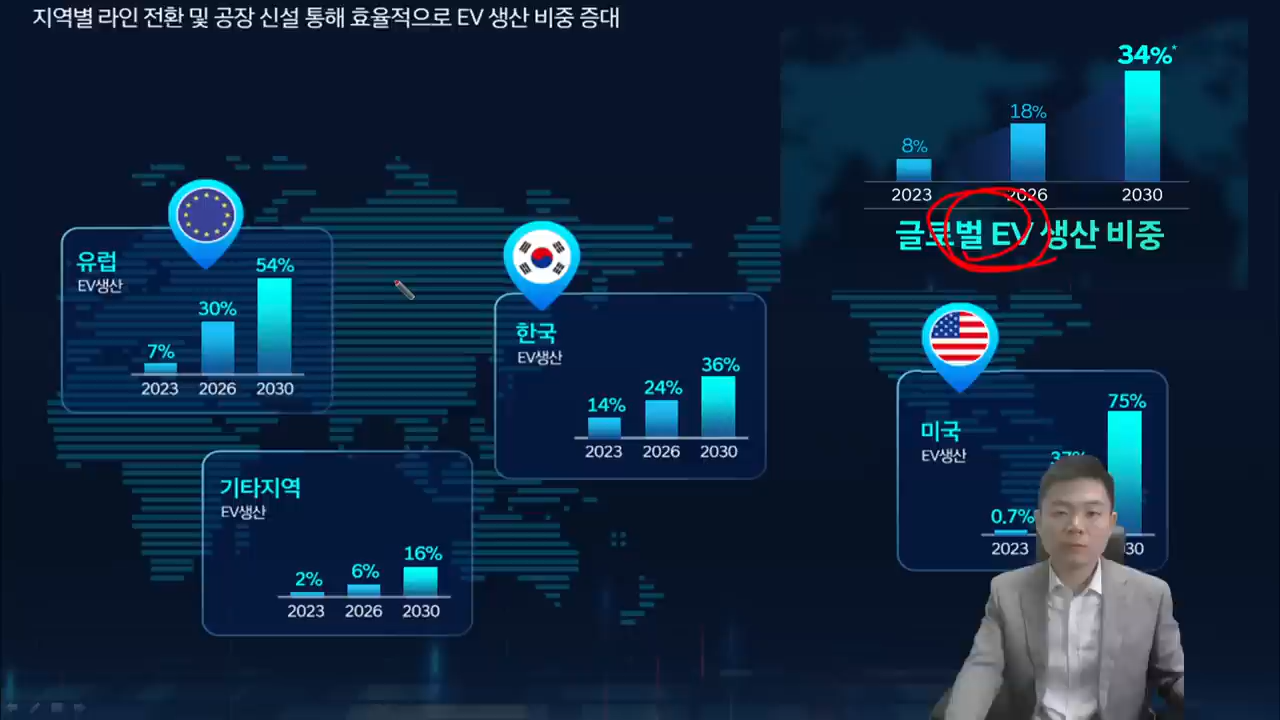 지역별 라인 전환 및 공장 신설 통해 효율적으로 EV 생산 비중 증대
34%*
18%
8%
2023 2026 2030
글로벌 EV 생산 비중
유럽
EV생산
54%
30%
7%
2023 2026 2030
한국
EV생산
36%
24%
14%
2023 2026 2030
미국
EV생산
75%
37%
0.7%
2023
30
기타지역
EV생산
16%
6%
2%
2023 2026 2030